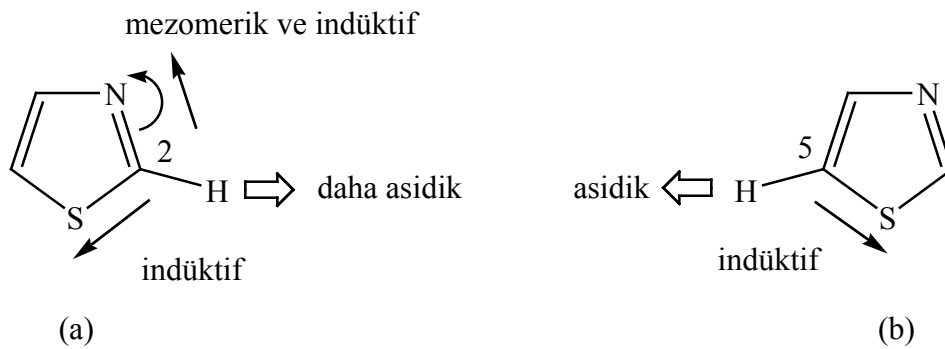 mezomerik ve indüktif
N
2
H
daha asidik
S
indüktif
(a)
N
5
asidik
H
S
indüktif
(b)